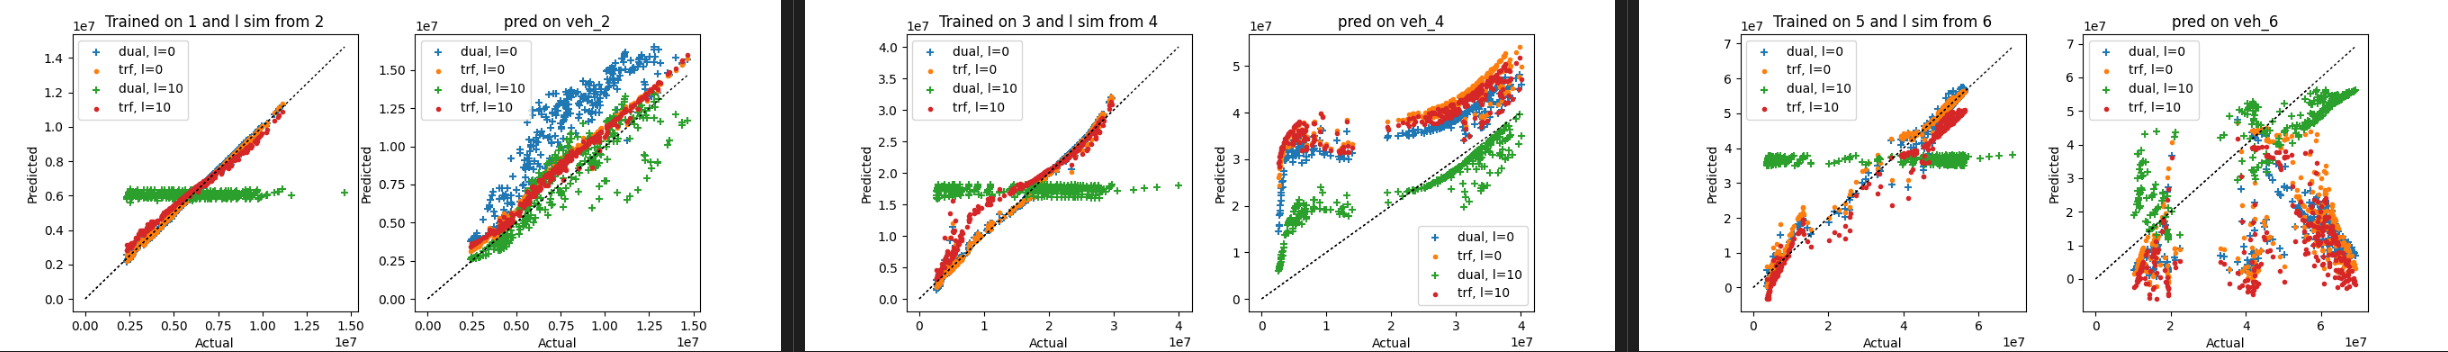 1e7 Trained on 1 and l sim from 2
dual, l=0
trf, l=0
dual, l=10
trf, l=10
Predicted
1.4
1.2
1.0
0.8
0.6
0.4
0.2
0.0
0.00 0.25 0.50 0.75 1.00 1.25 1.50
Actual 1e7
1e7 pred on veh_2
dual, l=0
trf, l=0
dual, l=10
trf, l=10
Predicted
1.50
1.25
1.00
0.75
0.50
0.25
0.00
0.00 0.25 0.50 0.75 1.00 1.25 1.50
Actual 1e7
1e7 Trained on 3 and l sim from 4
dual, l=0
trf, l=0
dual, l=10
trf, l=10
Predicted
4.0
3.5
3.0
2.5
2.0
1.5
1.0
0.5
0.0
0 1 2 3 4
Actual 1e7
1e7 pred on veh_4
Predicted
5
4
3
2
1
0
dual, l=0
trf, l=0
dual, l=10
trf, l=10
0 1 2 3 4
Actual 1e7
1e7 Trained on 5 and l sim from 6
dual, l=0
trf, l=0
dual, l=10
trf, l=10
Predicted
7
6
5
4
3
2
1
0
0 2 4 6
Actual 1e7
1e7 pred on veh_6
dual, l=0
trf, l=0
dual, l=10
trf, l=10
Predicted
7
6
5
4
3
2
1
0
0 2 4 6
Actual 1e7